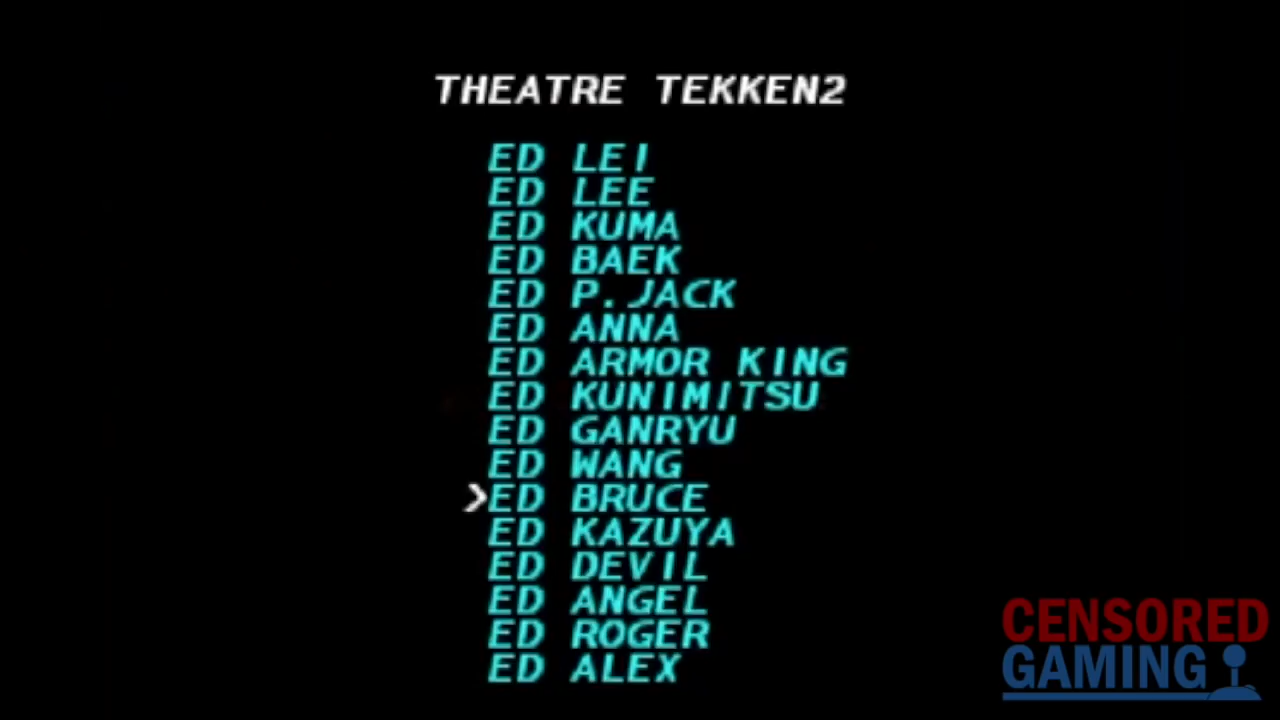 THEATRE TEKKEN2
ED LEI
ED LEE
ED KUMA
ED BAEK
ED P.JACK
ED ANNA
ED ARMOR KING
ED KUNIMITSU
ED GANRYU
ED WANG
>ED BRUCE
ED KAZUYA
ED DEVIL
ED ANGEL
ED ROGER
ED ALEX
CENSORED
GAMING